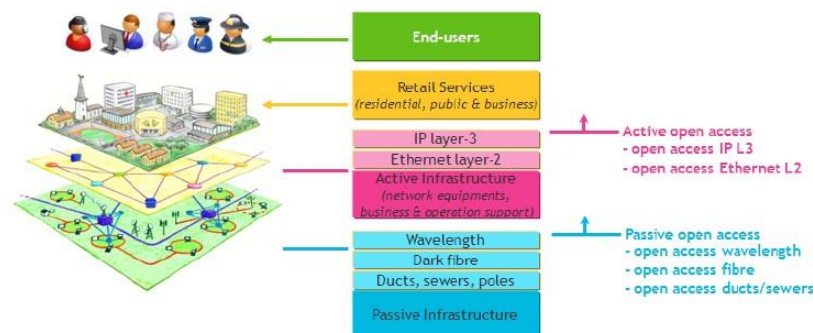 End-users
Retail Services
(residential, public & business)
IP layer-3
Ethernet layer-2
Active Infrastructure
(network equipments,
business & operation support)
Wavelength
Dark fibre
Ducts, sewers, poles
Passive Infrastructure
Active open access
- open access IP L3
- open access Ethernet L2
Passive open access
- open access wavelength
- open access fibre
- open access ducts/sewers